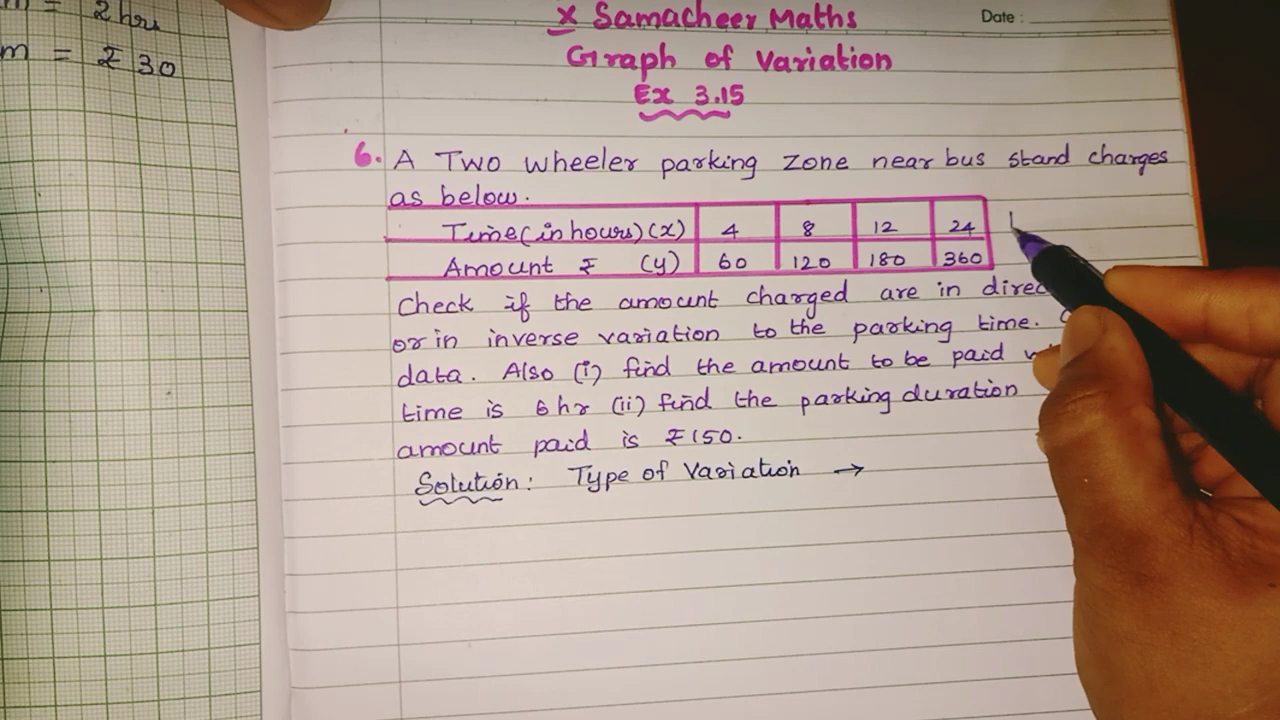 = 2 hrs
m = ₹ 30
X Samacheer Maths
Date :
Graph of Variation
Ex 3.15
6. A Two wheeler parking zone near bus stand charges
as below.
Time (in hours) (x) 4 8 12 24
Amount ₹ (y) 60 120 180 360
Check if the amount charged are in
or in inverse variation to the parking time.
data. Also (i) find the amount to be paid
time is 6 hr (ii) find the parking duration
amount paid is ₹ 150.
Solution: Type of Variation →